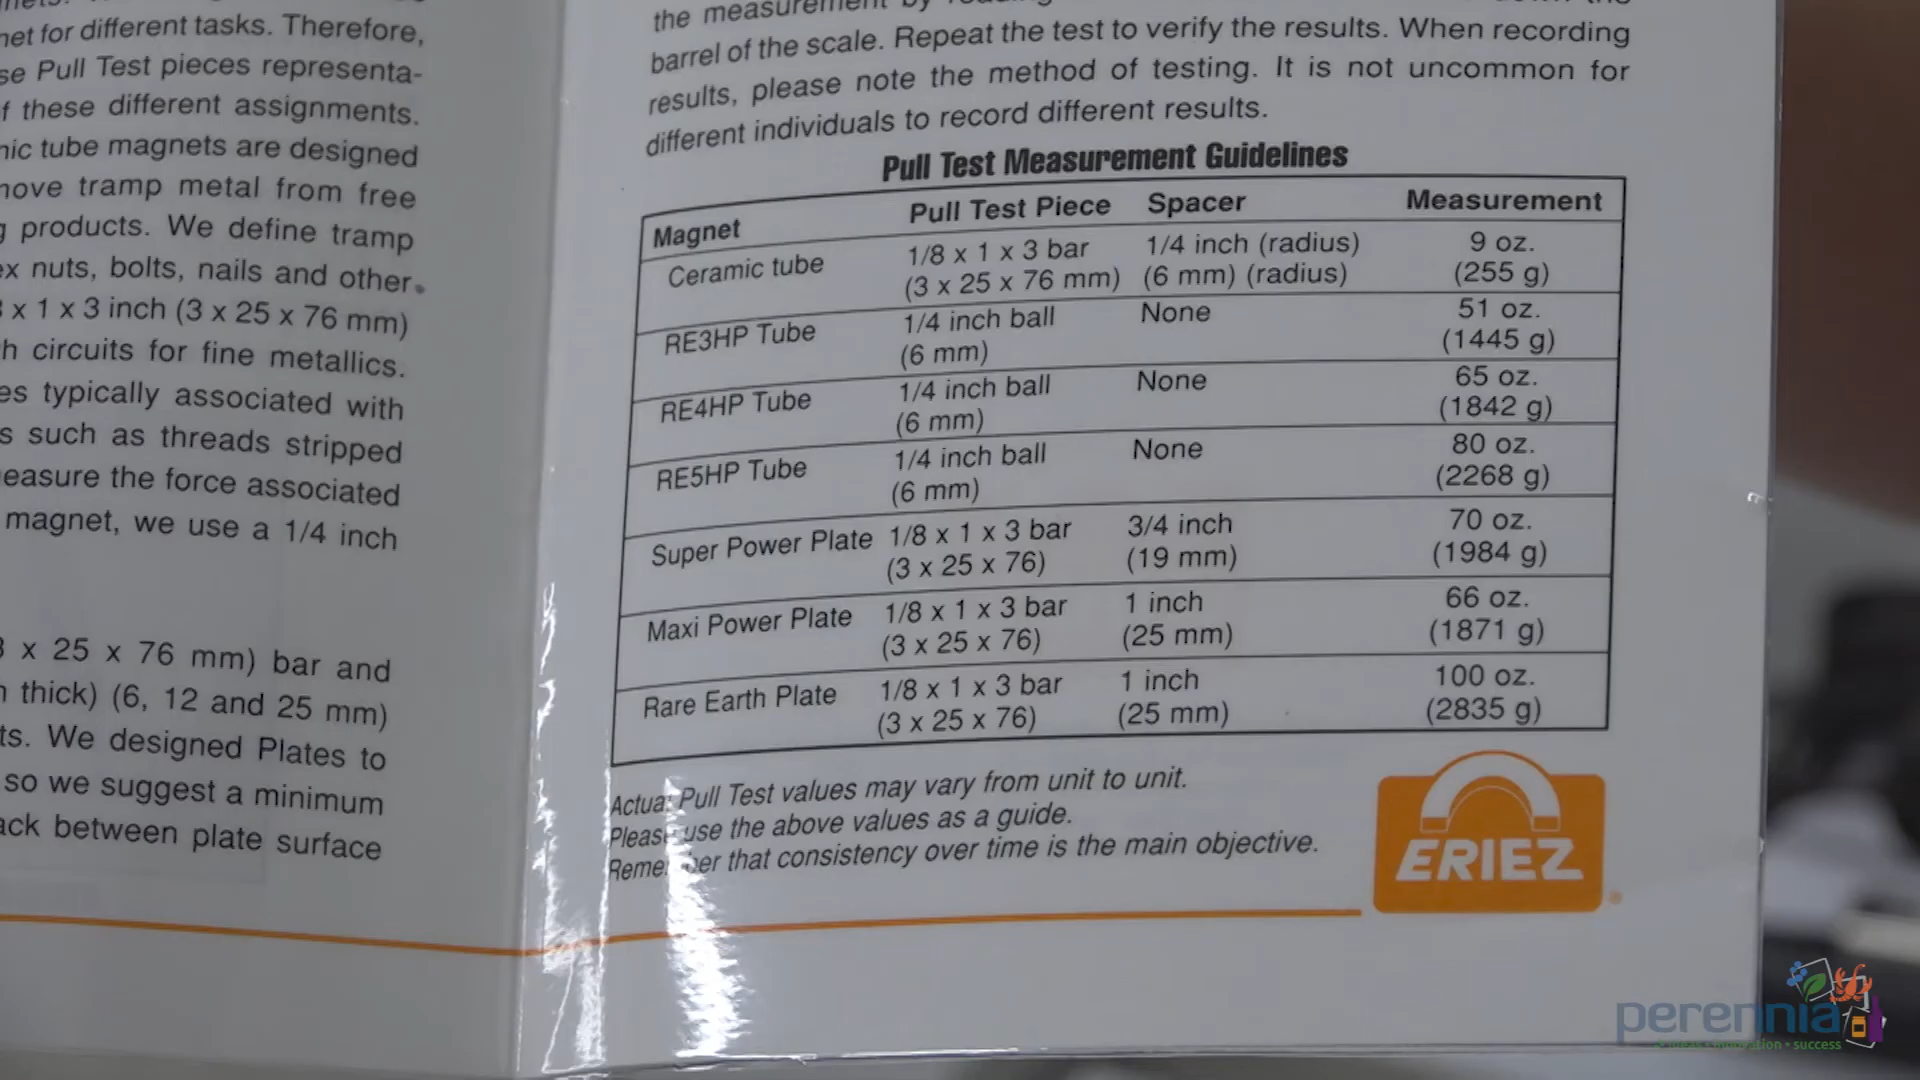 net for different tasks. Therefore,
se Pull Test pieces representa-
f these different assignments.
nic tube magnets are designed
move tramp metal from free
g products. We define tramp
ex nuts, bolts, nails and other
x 1 x 3 inch (3 x 25 x 76 mm)
h circuits for fine metallics.
es typically associated with
s such as threads stripped
easure the force associated
magnet, we use a 1/4 inch
x 25 x 76 mm) bar and
thick) (6, 12 and 25 mm)
ts. We designed Plates to
so we suggest a minimum
ack between plate surface
the measurement by
barrel of the scale. Repeat the test to verify the results. When recording
results, please note the method of testing. It is not uncommon for
different individuals to record different results.
Pull Test Measurement Guidelines
Magnet Pull Test Piece Spacer Measurement
Ceramic tube 1/8 x 1 x 3 bar 1/4 inch (radius) 9 oz.
(3 x 25 x 76 mm) (6 mm) (radius) (255 g)
RE3HP Tube 1/4 inch ball None 51 oz.
(6 mm) (1445 g)
RE4HP Tube 1/4 inch ball None 65 oz.
(6 mm) (1842 g)
RE5HP Tube 1/4 inch ball None 80 oz.
(6 mm) (2268 g)
Super Power Plate 1/8 x 1 x 3 bar 3/4 inch 70 oz.
(3 x 25 x 76) (19 mm) (1984 g)
Maxi Power Plate 1/8 x 1 x 3 bar 1 inch 66 oz.
(3 x 25 x 76) (25 mm) (1871 g)
Rare Earth Plate 1/8 x 1 x 3 bar 1 inch 100 oz.
(3 x 25 x 76) (25 mm) (2835 g)
Actual Pull Test values may vary from unit to unit.
Please use the above values as a guide.
Remember that consistency over time is the main objective.
ERIEZ
perennia
innovation • success